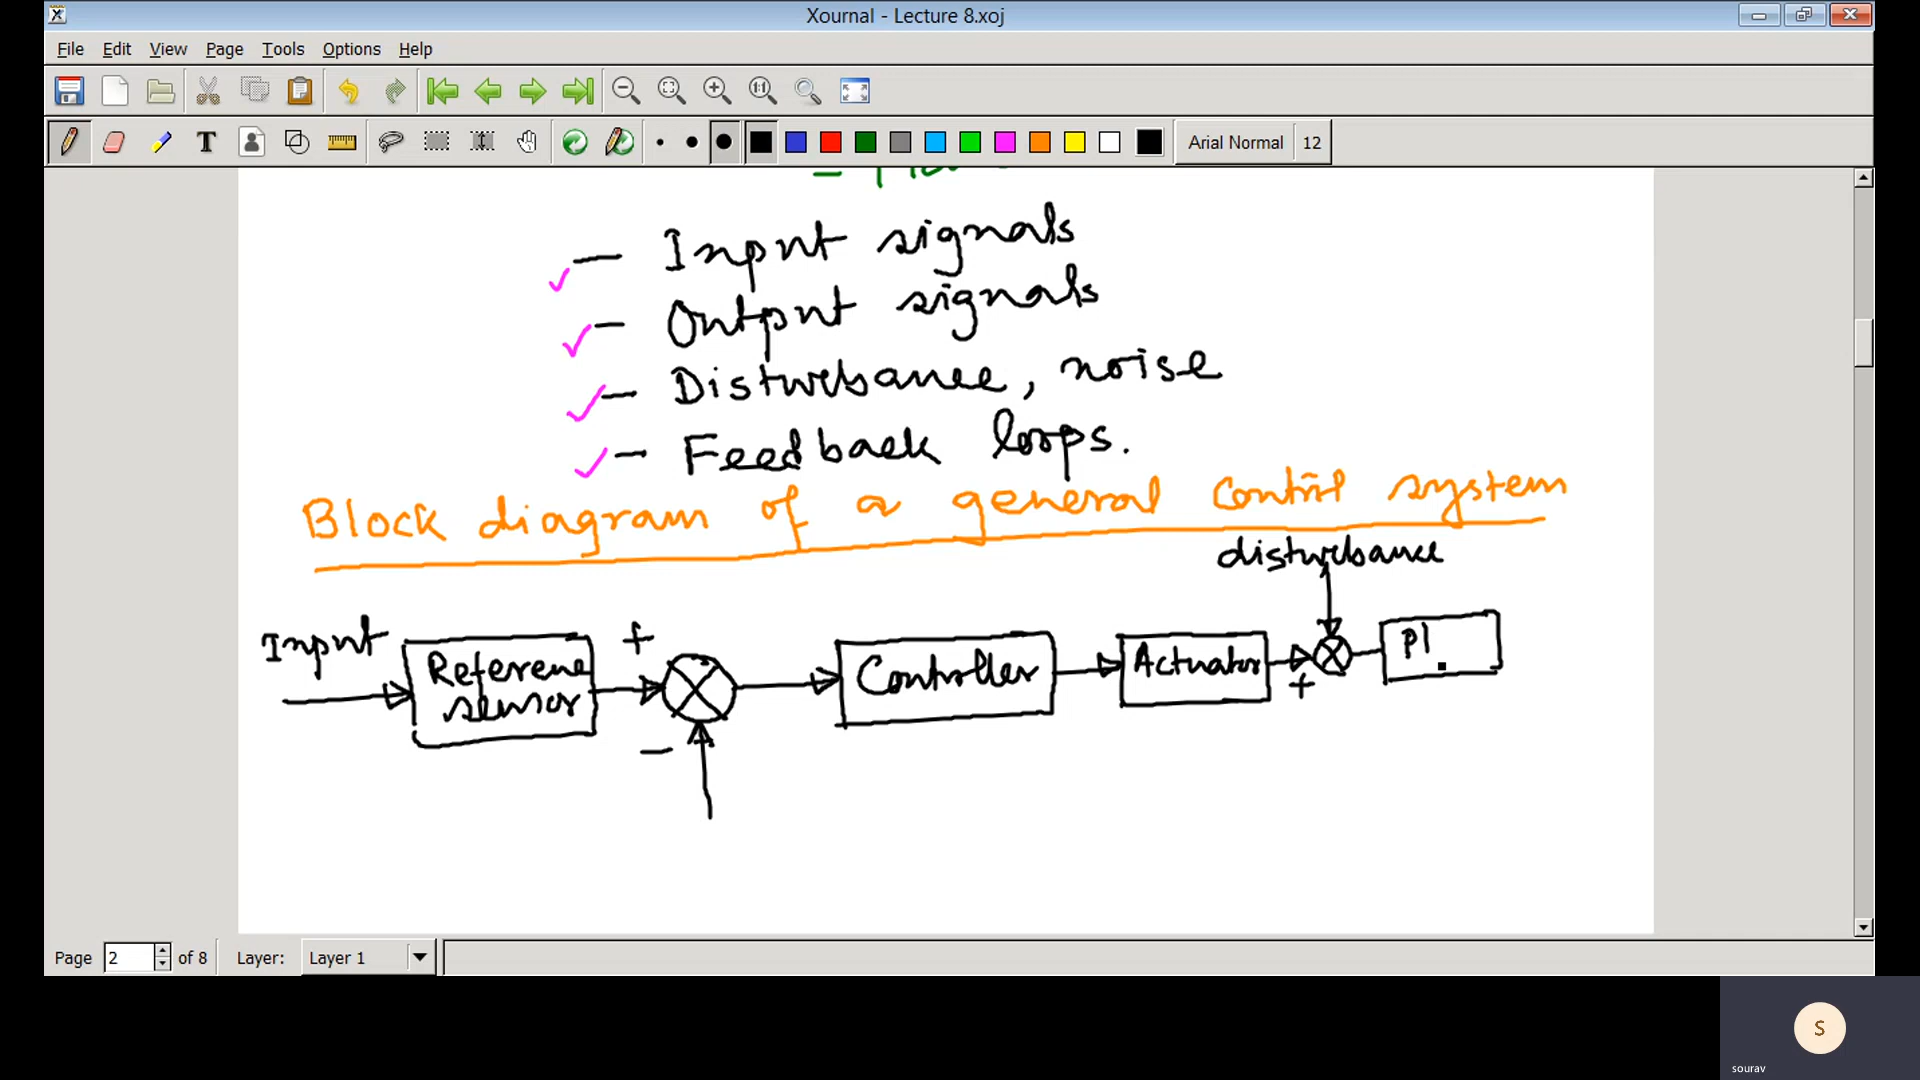 Xournal - Lecture 8.xoj
File Edit View Page Tools Options Help
Arial Normal 12
- Input signals
- Output signals
- Disturbance, noise
- Feedback loops.
Block diagram of a general control system
disturbance
Input
+
Reference
sensor
-
Controller
Actuator
+
Pl
Page 2 of 8 Layer: Layer 1
S
sourav